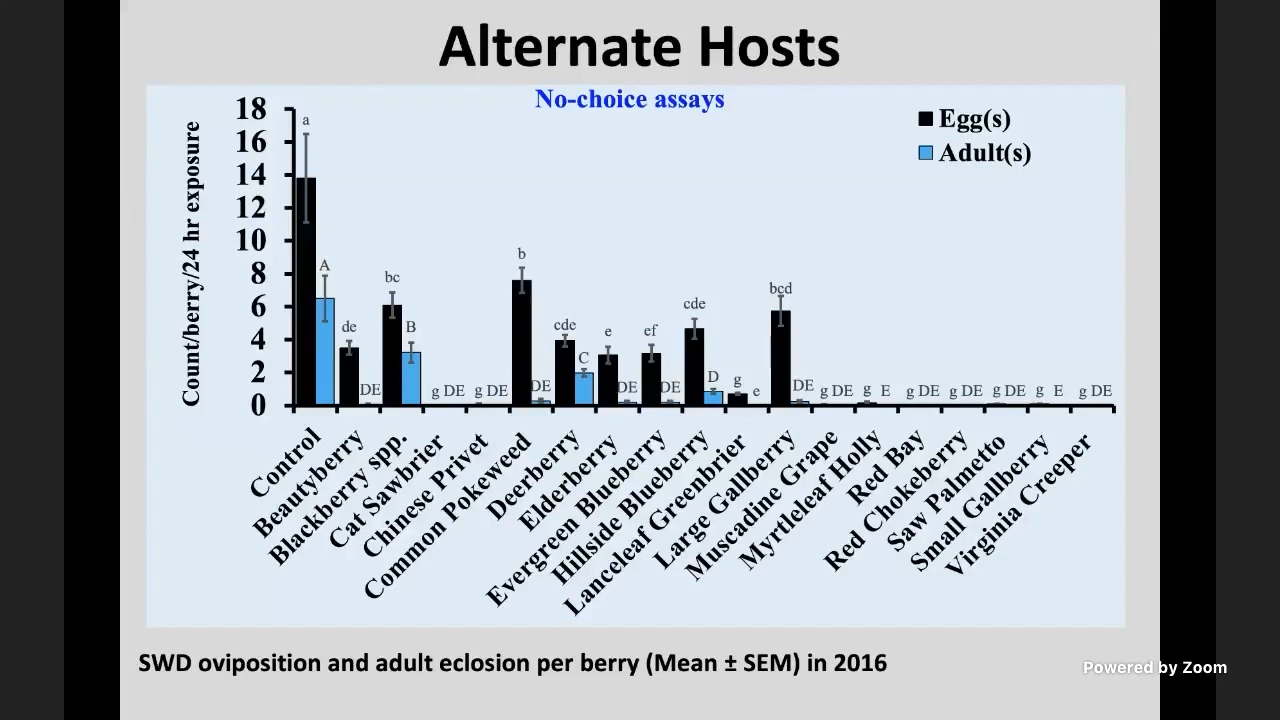 Alternate Hosts
No-choice assays
Egg(s)
Adult(s)
Count/berry/24 hr exposure
18
16
14
12
10
8
6
4
2
0
a
A
de
DE
bc
B
g DE
g DE
b
DE
cde
C
e
DE
ef
DE
cde
D
g
e
bcd
DE
g DE
g
E
g DE
g DE
g DE
g
E
g DE
Control
Beautyberry
Blackberry spp.
Cat Sawbrier
Chinese Privet
Common Pokeweed
Deerberry
Elderberry
Evergreen Blueberry
Hillside Blueberry
Lanceleaf Greenbrier
Large Gallberry
Muscadine Grape
Myrtleleaf Holly
Red Bay
Red Chokeberry
Saw Palmetto
Small Gallberry
Virginia Creeper
SWD oviposition and adult eclosion per berry (Mean ± SEM) in 2016
Powered by Zoom